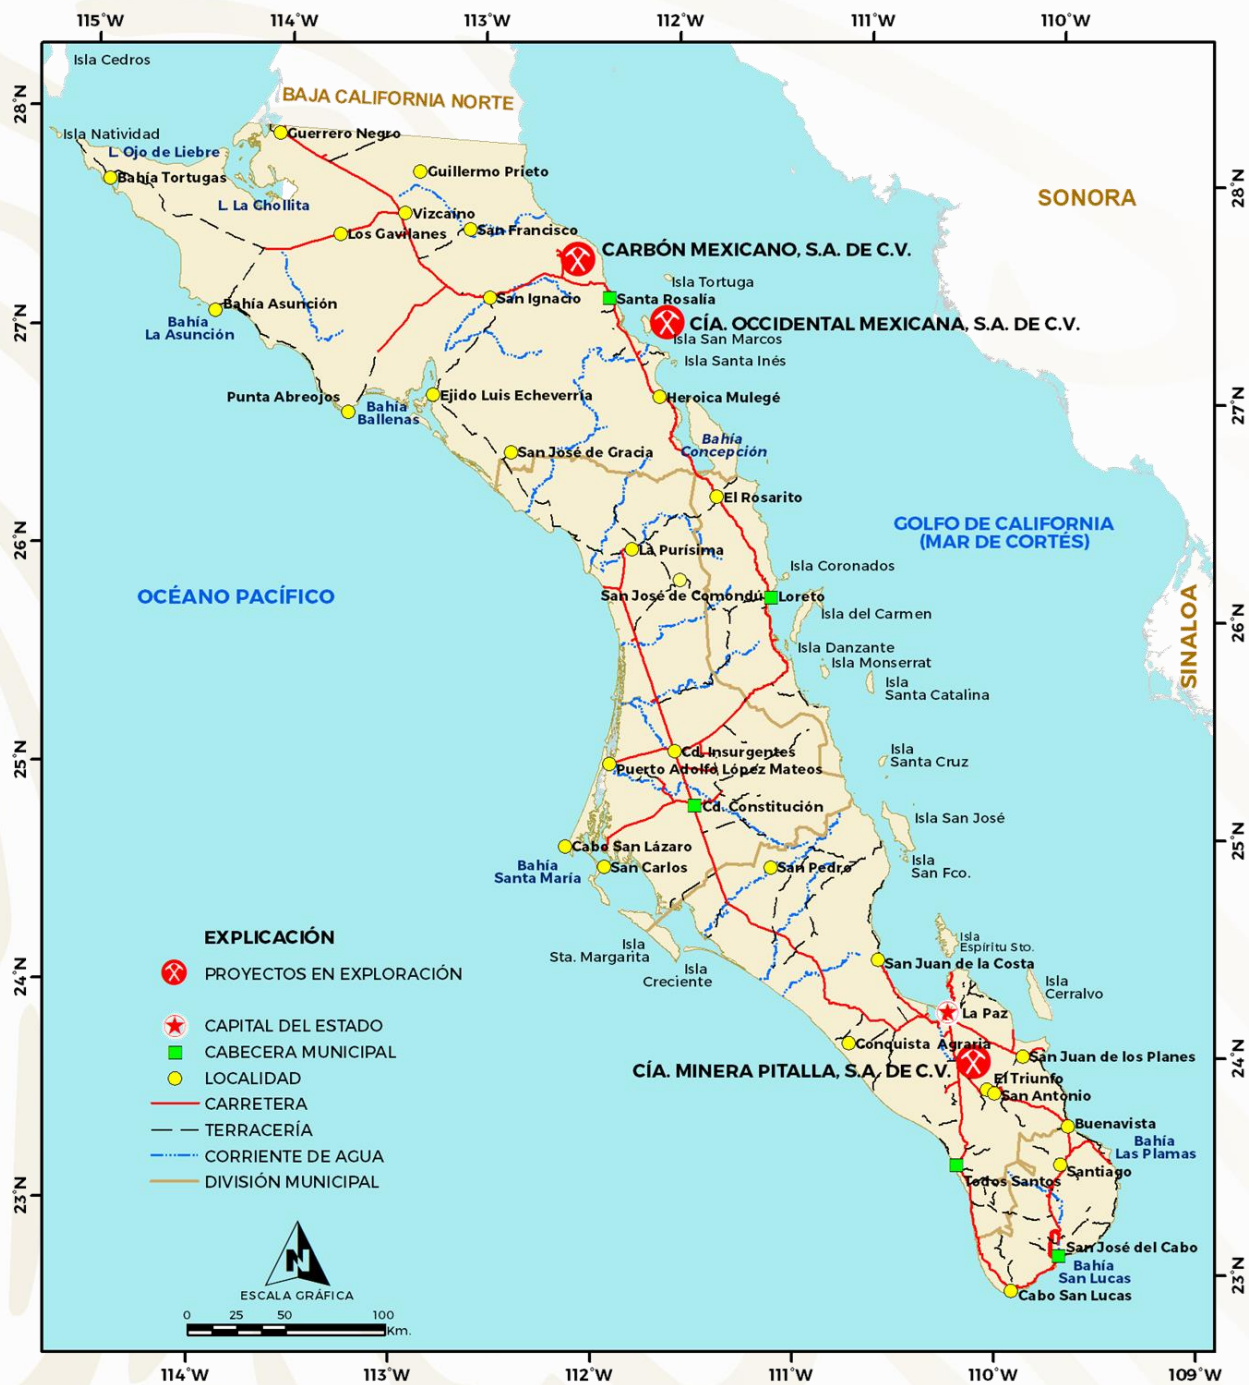 115°W 114°W 113°W 112°W 111°W 110°W
Isla Cedros
28°N
BAJA CALIFORNIA NORTE
Isla Natividad
Guerrero Negro
L. Ojo de Liebre
Bahía Tortugas
Guillermo Prieto
28°N
SONORA
L. La Chollita
Vizcaíno
Los Gavilanes
San Francisco
CARBÓN MEXICANO, S.A. DE C.V.
Isla Tortuga
Bahía Asunción
San Ignacio
Santa Rosalía
27°N
Bahía
La Asunción
CÍA. OCCIDENTAL MEXICANA, S.A. DE C.V.
Isla San Marcos
Isla Santa Inés
Punta Abreojos
Bahía
Ballenas
Ejido Luis Echeverría
Heroica Mulegé
27°N
Bahía
Concepción
San José de Gracia
El Rosarito
GOLFO DE CALIFORNIA
(MAR DE CORTÉS)
26°N
La Purísima
Isla Coronados
OCÉANO PACÍFICO
San José de Comondú
Loreto
Isla del Carmen
26°N
SINALOA
Isla Danzante
Isla Monserrat
Isla
Santa Catalina
25°N
Cd. Insurgentes
Isla
Santa Cruz
Puerto Adolfo López Mateos
Cd. Constitución
Isla San José
25°N
Cabo San Lázaro
Bahía
Santa María
San Carlos
San Pedro
Isla
San Fco.
EXPLICACIÓN
Isla
Sta. Margarita
Isla
Espíritu Sto.
24°N
PROYECTOS EN EXPLORACIÓN
Isla
Creciente
San Juan de la Costa
Isla
Cerralvo
CAPITAL DEL ESTADO
La Paz
CABECERA MUNICIPAL
Conquista Agraria
San Juan de los Planes
24°N
LOCALIDAD
CÍA. MINERA PITALLA, S.A. DE C.V.
El Triunfo
San Antonio
CARRETERA
TERRACERÍA
Buenavista
CORRIENTE DE AGUA
Bahía
Las Plamas
Santiago
DIVISIÓN MUNICIPAL
Todos Santos
23°N
N
San José del Cabo
Bahía
San Lucas
23°N
ESCALA GRÁFICA
Cabo San Lucas
0 25 50 100
Km.
114°W 113°W 112°W 111°W 110°W 109°W